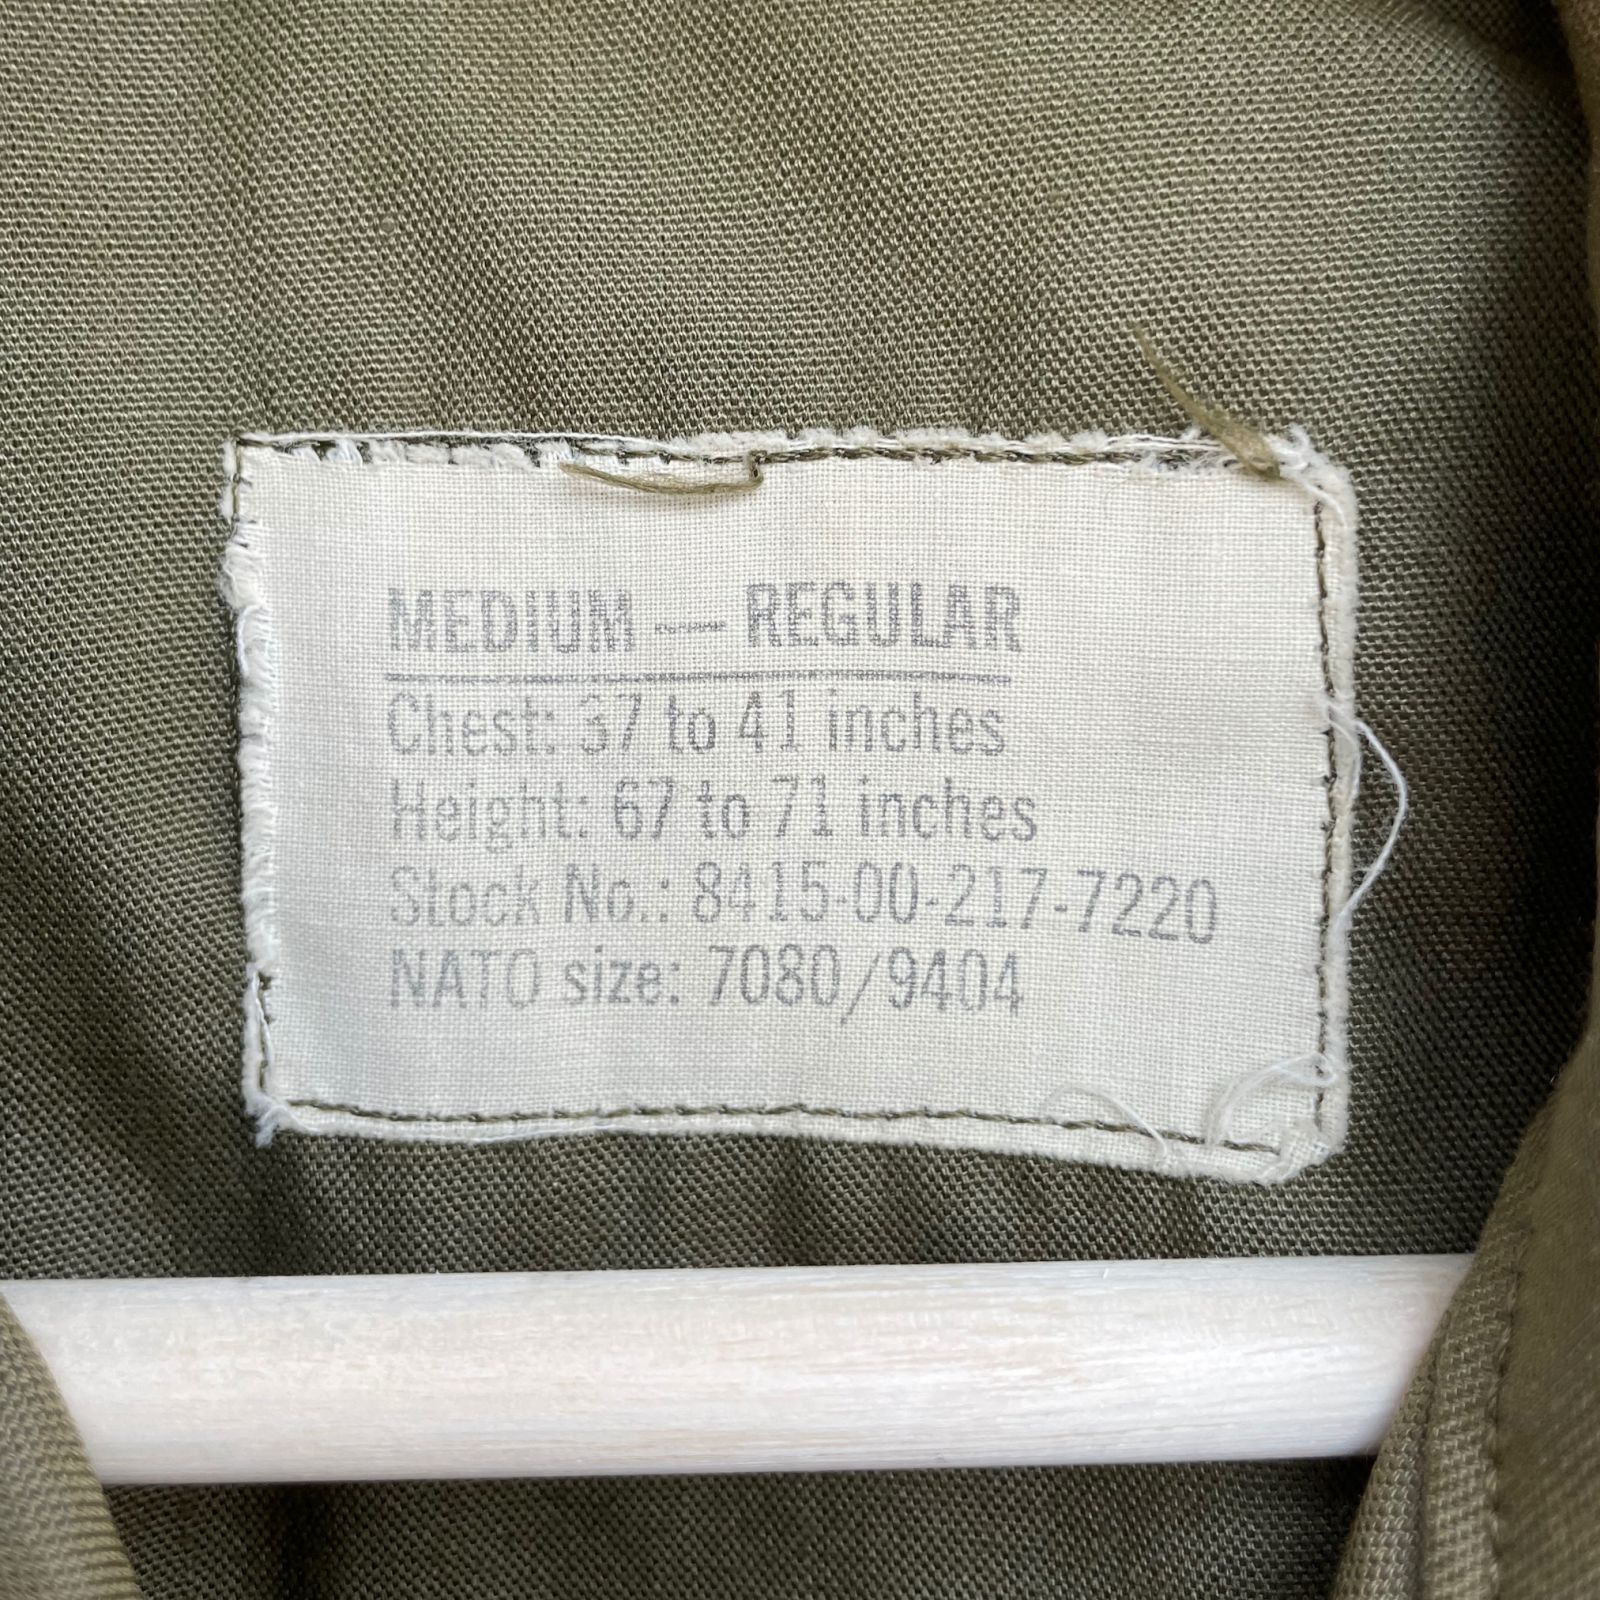 MEDIUM — REGULAR
Chest: 37 to 41 inches
Height: 67 to 71 inches
Stock No.: 8415-00-217-7220
NATO size: 7080/9404